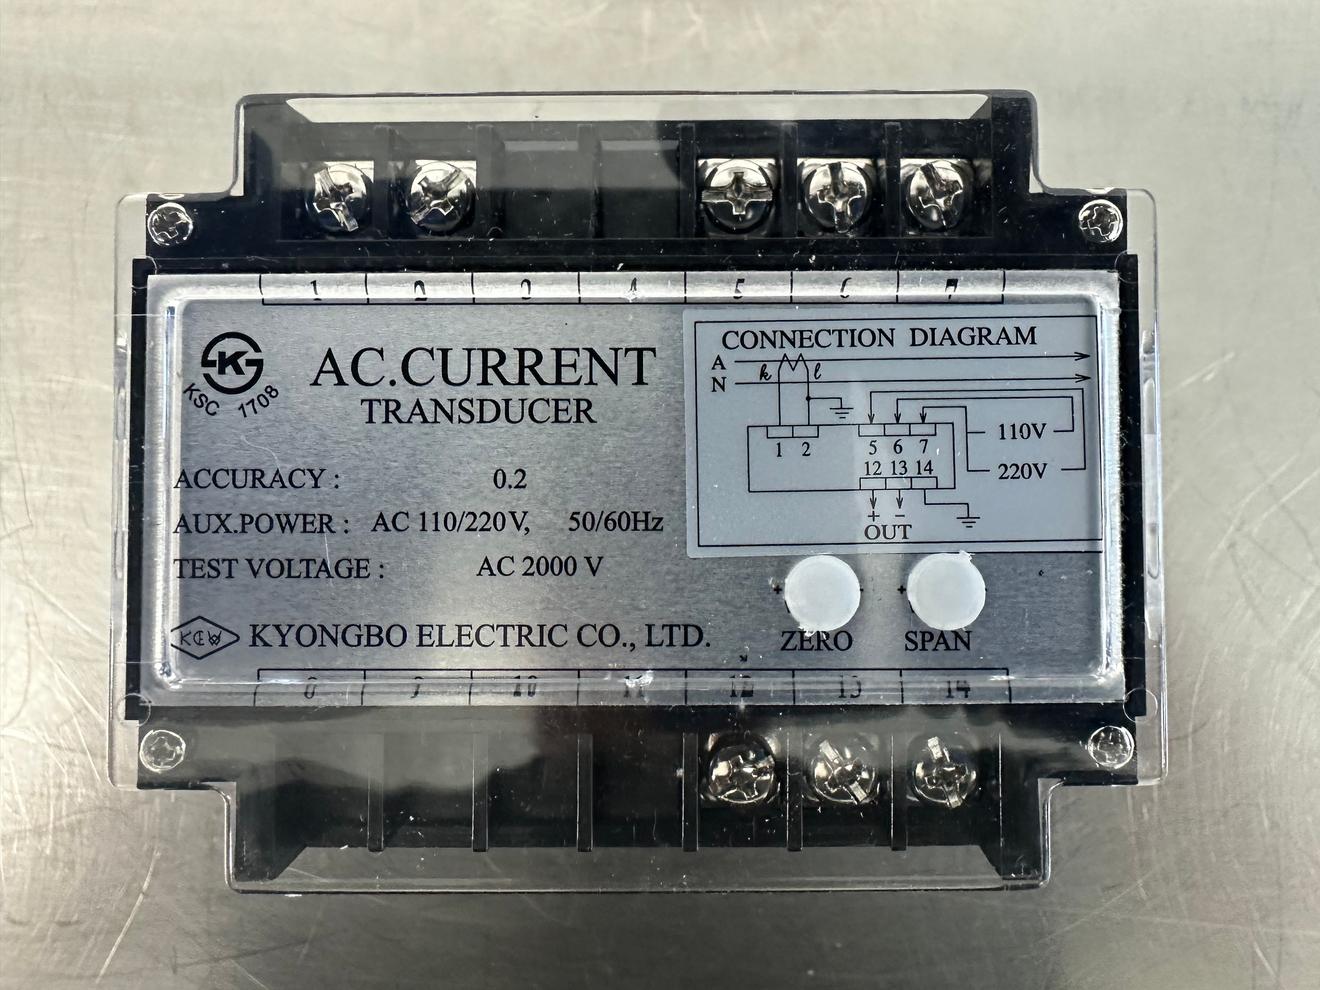 1 2 3 4 5 6 7
K
KSC 1708
AC.CURRENT
TRANSDUCER
ACCURACY : 0.2
AUX.POWER : AC 110/220V, 50/60Hz
TEST VOLTAGE : AC 2000 V
KYONGBO ELECTRIC CO., LTD.
CONNECTION DIAGRAM
A
k l
N
110V
1 2 5 6 7
220V
12 13 14
+ −
OUT
+ +
ZERO SPAN
8 9 10 11 12 13 14